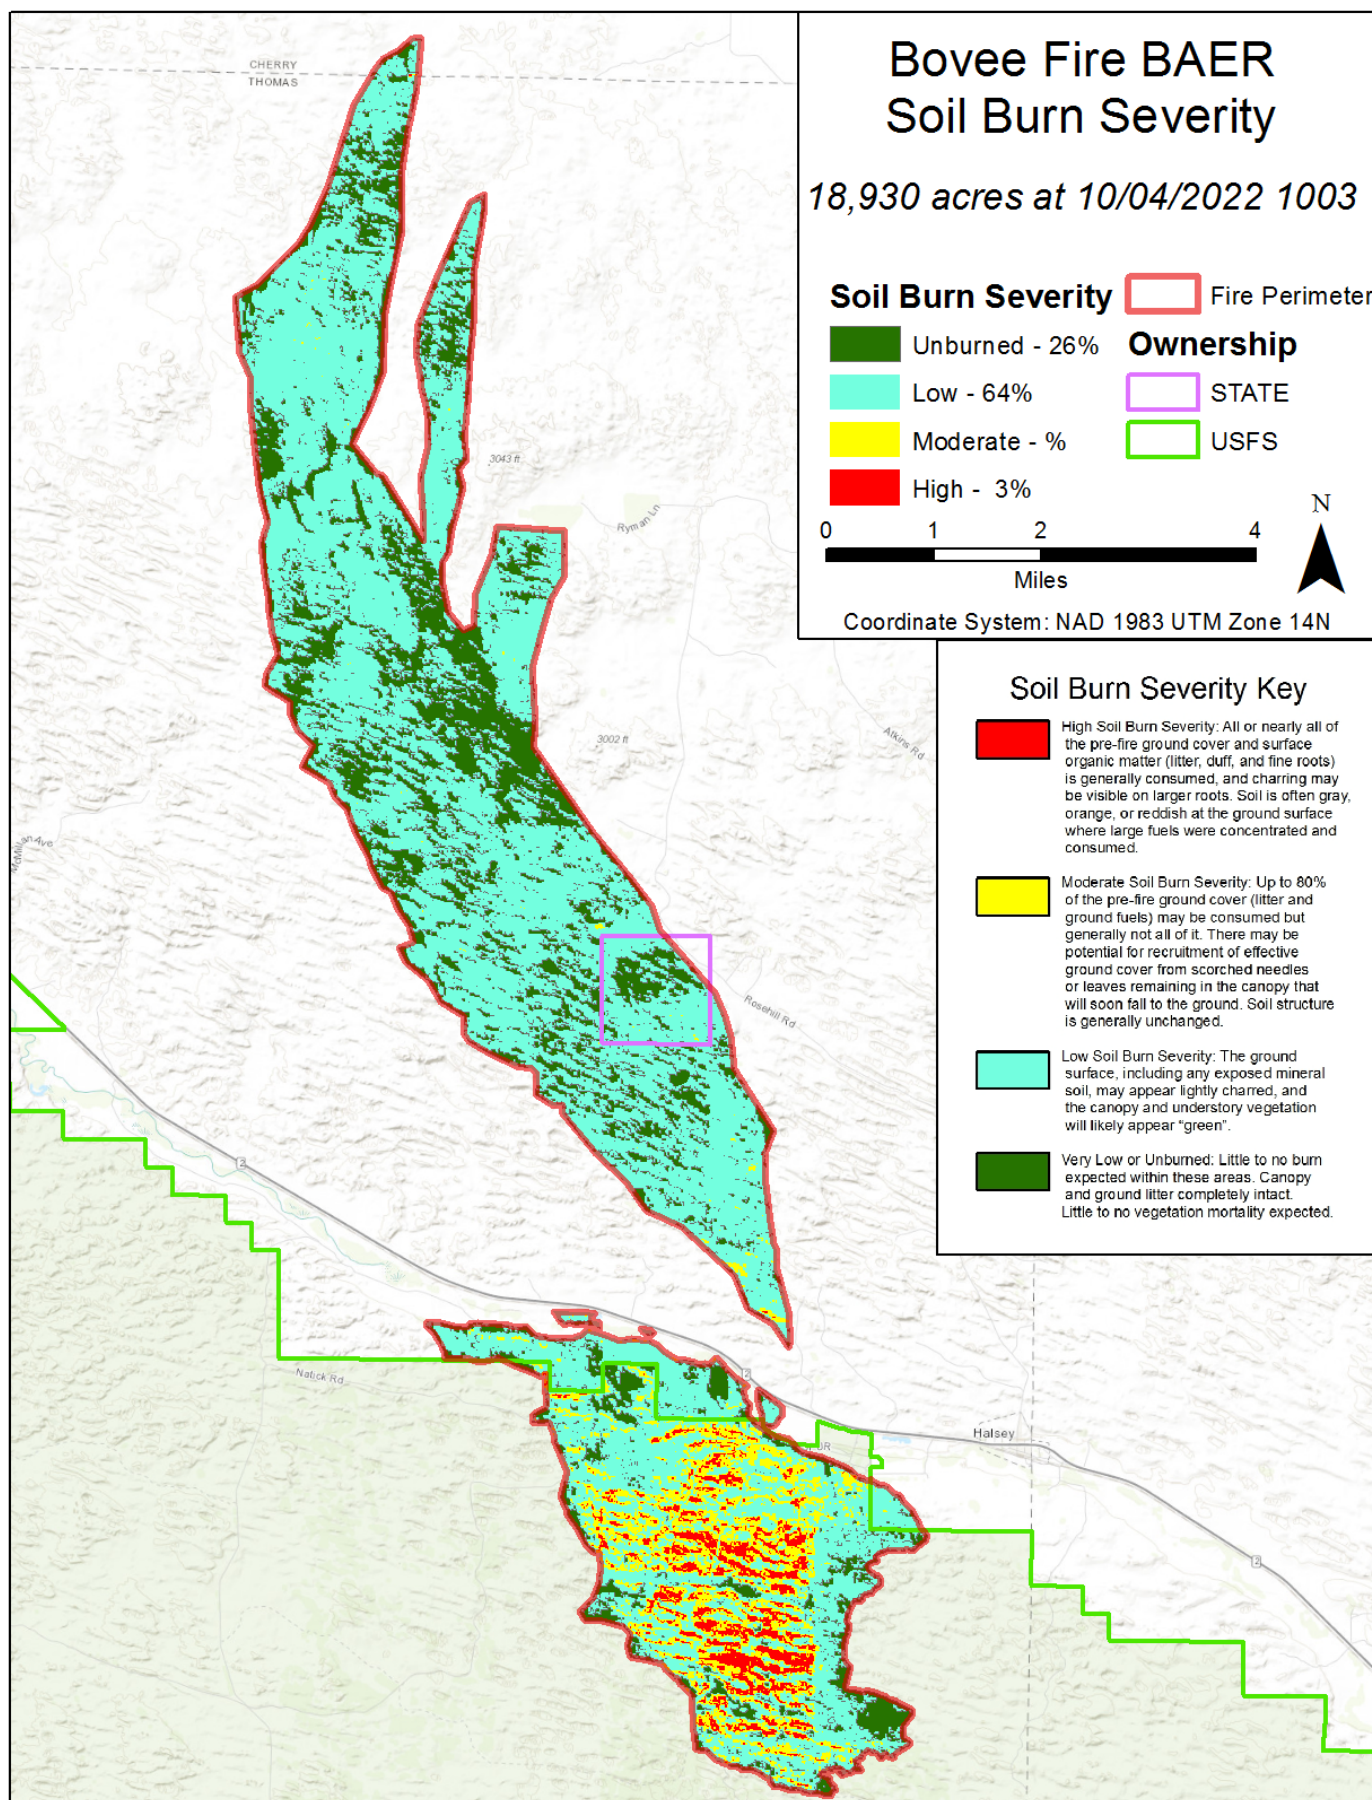 CHERRY
THOMAS
Bovee Fire BAER
Soil Burn Severity
18,930 acres at 10/04/2022 1003
Soil Burn Severity
Unburned - 26%
Low - 64%
Moderate - %
High - 3%
Fire Perimeter
Ownership
STATE
USFS
0 1 2 4
Miles
N
Coordinate System: NAD 1983 UTM Zone 14N
Soil Burn Severity Key
High Soil Burn Severity: All or nearly all of
the pre-fire ground cover and surface
organic matter (litter, duff, and fine roots)
is generally consumed, and charring may
be visible on larger roots. Soil is often gray,
orange, or reddish at the ground surface
where large fuels were concentrated and
consumed.
Moderate Soil Burn Severity: Up to 80%
of the pre-fire ground cover (litter and
ground fuels) may be consumed but
generally not all of it. There may be
potential for recruitment of effective
ground cover from scorched needles
or leaves remaining in the canopy that
will soon fall to the ground. Soil structure
is generally unchanged.
Low Soil Burn Severity: The ground
surface, including any exposed mineral
soil, may appear lightly charred, and
the canopy and understory vegetation
will likely appear “green”.
Very Low or Unburned: Little to no burn
expected within these areas. Canopy
and ground litter completely intact.
Little to no vegetation mortality expected.
3043 ft
Ryman Ln
3002 ft
Atkins Rd
McMillan Ave
Rosehill Rd
2
Natick Rd
2
Halsey
2